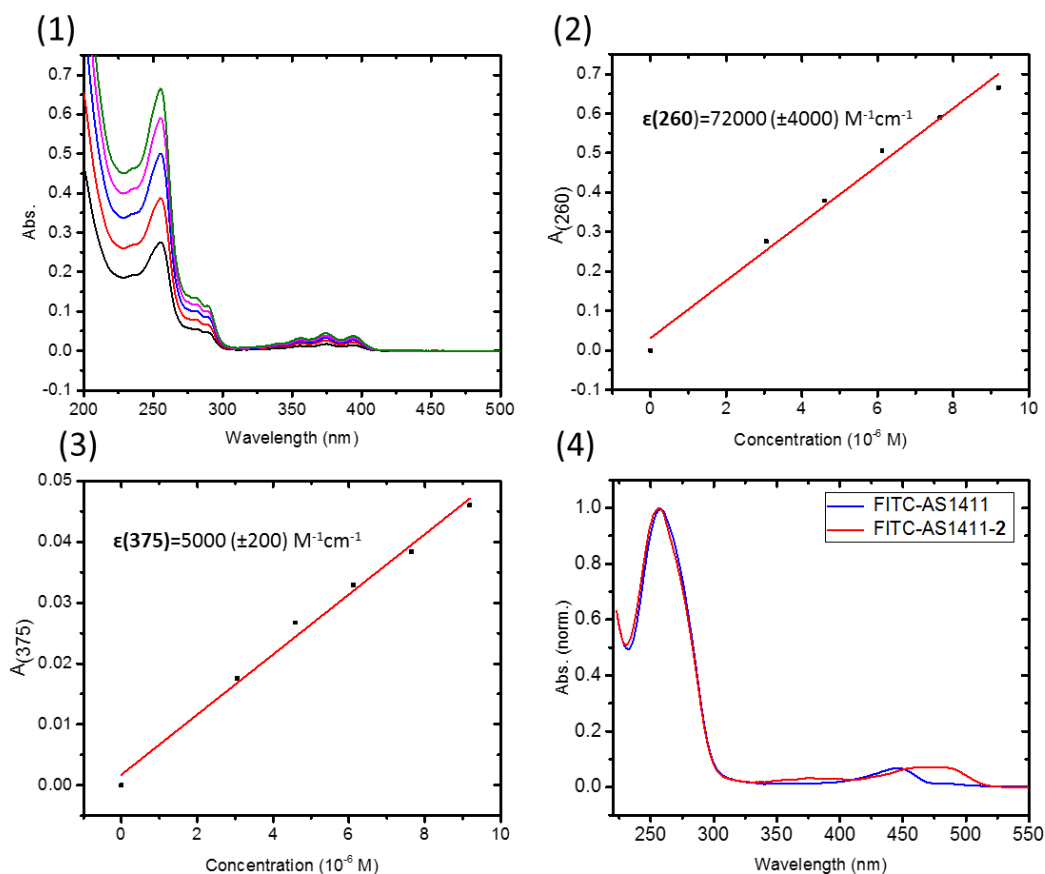 (1)
Abs.
0.7
0.6
0.5
0.4
0.3
0.2
0.1
0.0
-0.1
200 250 300 350 400 450 500
Wavelength (nm)
(2)
ε(260)=72000 (±4000) M⁻¹cm⁻¹
A(260)
0.7
0.6
0.5
0.4
0.3
0.2
0.1
0.0
-0.1
0 2 4 6 8 10
Concentration (10⁻⁶ M)
(3)
ε(375)=5000 (±200) M⁻¹cm⁻¹
A(375)
0.05
0.04
0.03
0.02
0.01
0.00
0 2 4 6 8 10
Concentration (10⁻⁶ M)
(4)
FITC-AS1411
FITC-AS1411-2
Abs. (norm.)
1.0
0.8
0.6
0.4
0.2
0.0
250 300 350 400 450 500 550
Wavelength (nm)